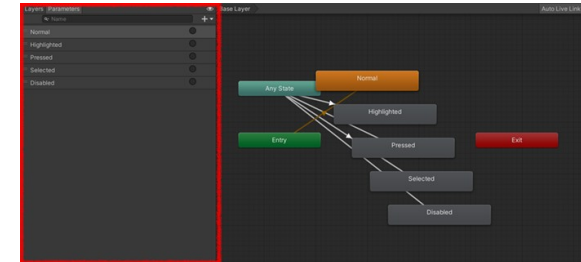 Layers Parameters
Base Layer
Auto Live Link
Name
Normal
Highlighted
Pressed
Selected
Disabled
Normal
Any State
Highlighted
Entry
Pressed
Exit
Selected
Disabled